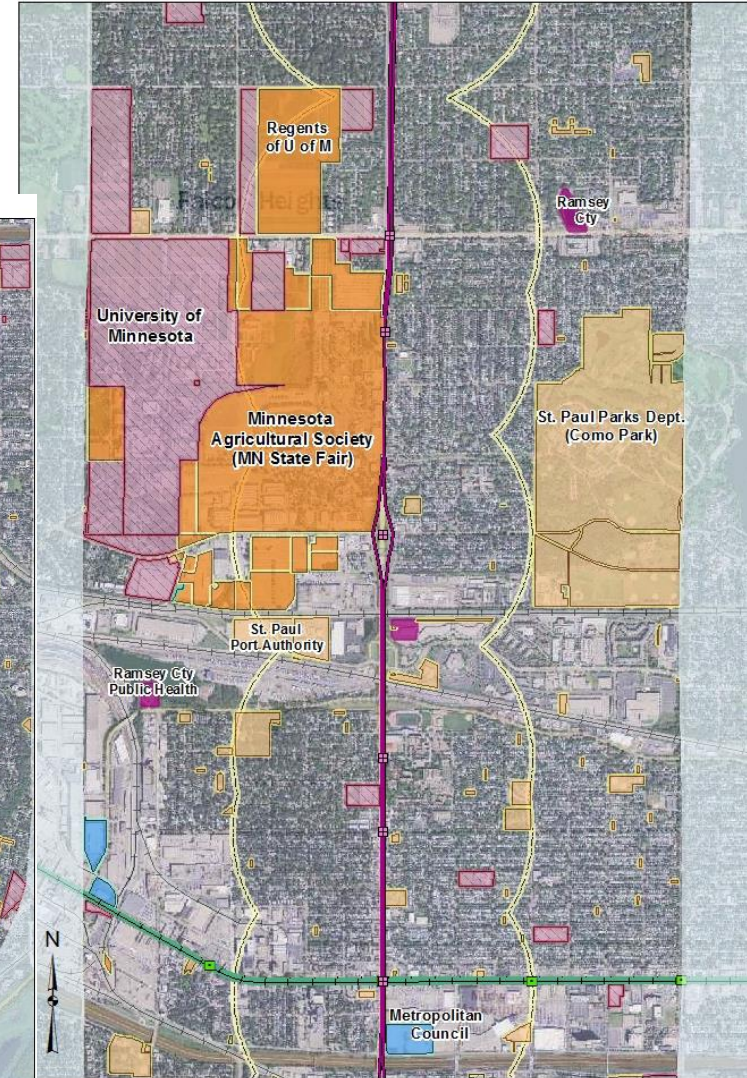 Regents
of U of M
Falcon Heights
Ramsey
Cty
University of
Minnesota
Minnesota
Agricultural Society
(MN State Fair)
St. Paul Parks Dept.
(Como Park)
St. Paul
Port Authority
Ramsey Cty
Public Health
N
Metropolitan
Council